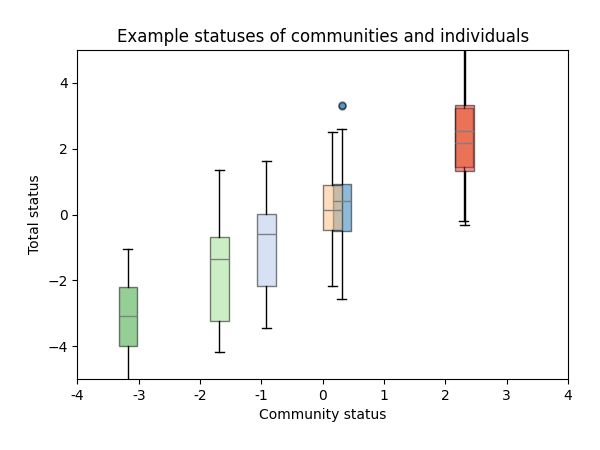 Example statuses of communities and individuals
4
2
0
−2
−4
Total status
-4 -3 -2 -1 0 1 2 3 4
Community status